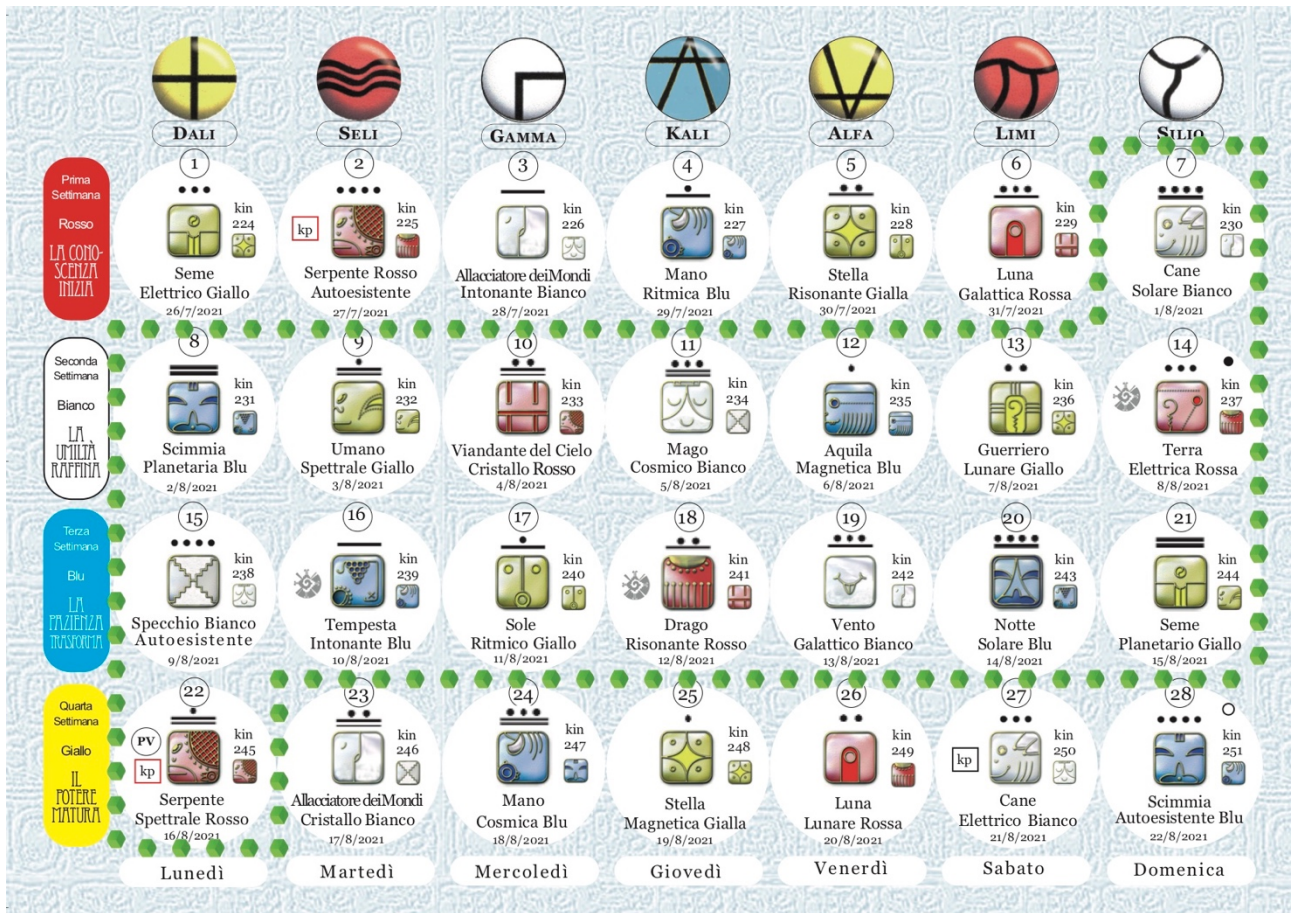 DALI
SELI
GAMMA
KALI
ALFA
LIMI
SILIO
Prima
Settimana
Rosso
LA CONO-
SCENZA
INIZIA
1
kin
224
Seme
Elettrico Giallo
26/7/2021
2
kp
kin
225
Serpente Rosso
Autoesistente
27/7/2021
3
kin
226
Allacciatore dei Mondi
Intonante Bianco
28/7/2021
4
kin
227
Mano
Ritmica Blu
29/7/2021
5
kin
228
Stella
Risonante Gialla
30/7/2021
6
kin
229
Luna
Galattica Rossa
31/7/2021
7
kin
230
Cane
Solare Bianco
1/8/2021
Seconda
Settimana
Bianco
LA
UMILTÀ
RAFFINA
8
kin
231
Scimmia
Planetaria Blu
2/8/2021
9
kin
232
Umano
Spettrale Giallo
3/8/2021
10
kin
233
Viandante del Cielo
Cristallo Rosso
4/8/2021
11
kin
234
Mago
Cosmico Bianco
5/8/2021
12
kin
235
Aquila
Magnetica Blu
6/8/2021
13
kin
236
Guerriero
Lunare Giallo
7/8/2021
14
kin
237
Terra
Elettrica Rossa
8/8/2021
Terza
Settimana
Blu
LA
PAZIENZA
TRASFORMA
15
kin
238
Specchio Bianco
Autoesistente
9/8/2021
16
kin
239
Tempesta
Intonante Blu
10/8/2021
17
kin
240
Sole
Ritmico Giallo
11/8/2021
18
kin
241
Drago
Risonante Rosso
12/8/2021
19
kin
242
Vento
Galattico Bianco
13/8/2021
20
kin
243
Notte
Solare Blu
14/8/2021
21
kin
244
Seme
Planetario Giallo
15/8/2021
Quarta
Settimana
Giallo
IL
POTERE
MATURA
22
PV
kp
kin
245
Serpente
Spettrale Rosso
16/8/2021
23
kin
246
Allacciatore dei Mondi
Cristallo Bianco
17/8/2021
24
kin
247
Mano
Cosmica Blu
18/8/2021
25
kin
248
Stella
Magnetica Gialla
19/8/2021
26
kin
249
Luna
Lunare Rossa
20/8/2021
27
kp
kin
250
Cane
Elettrico Bianco
21/8/2021
28
kin
251
Scimmia
Autoesistente Blu
22/8/2021
Lunedì
Martedì
Mercoledì
Giovedì
Venerdì
Sabato
Domenica